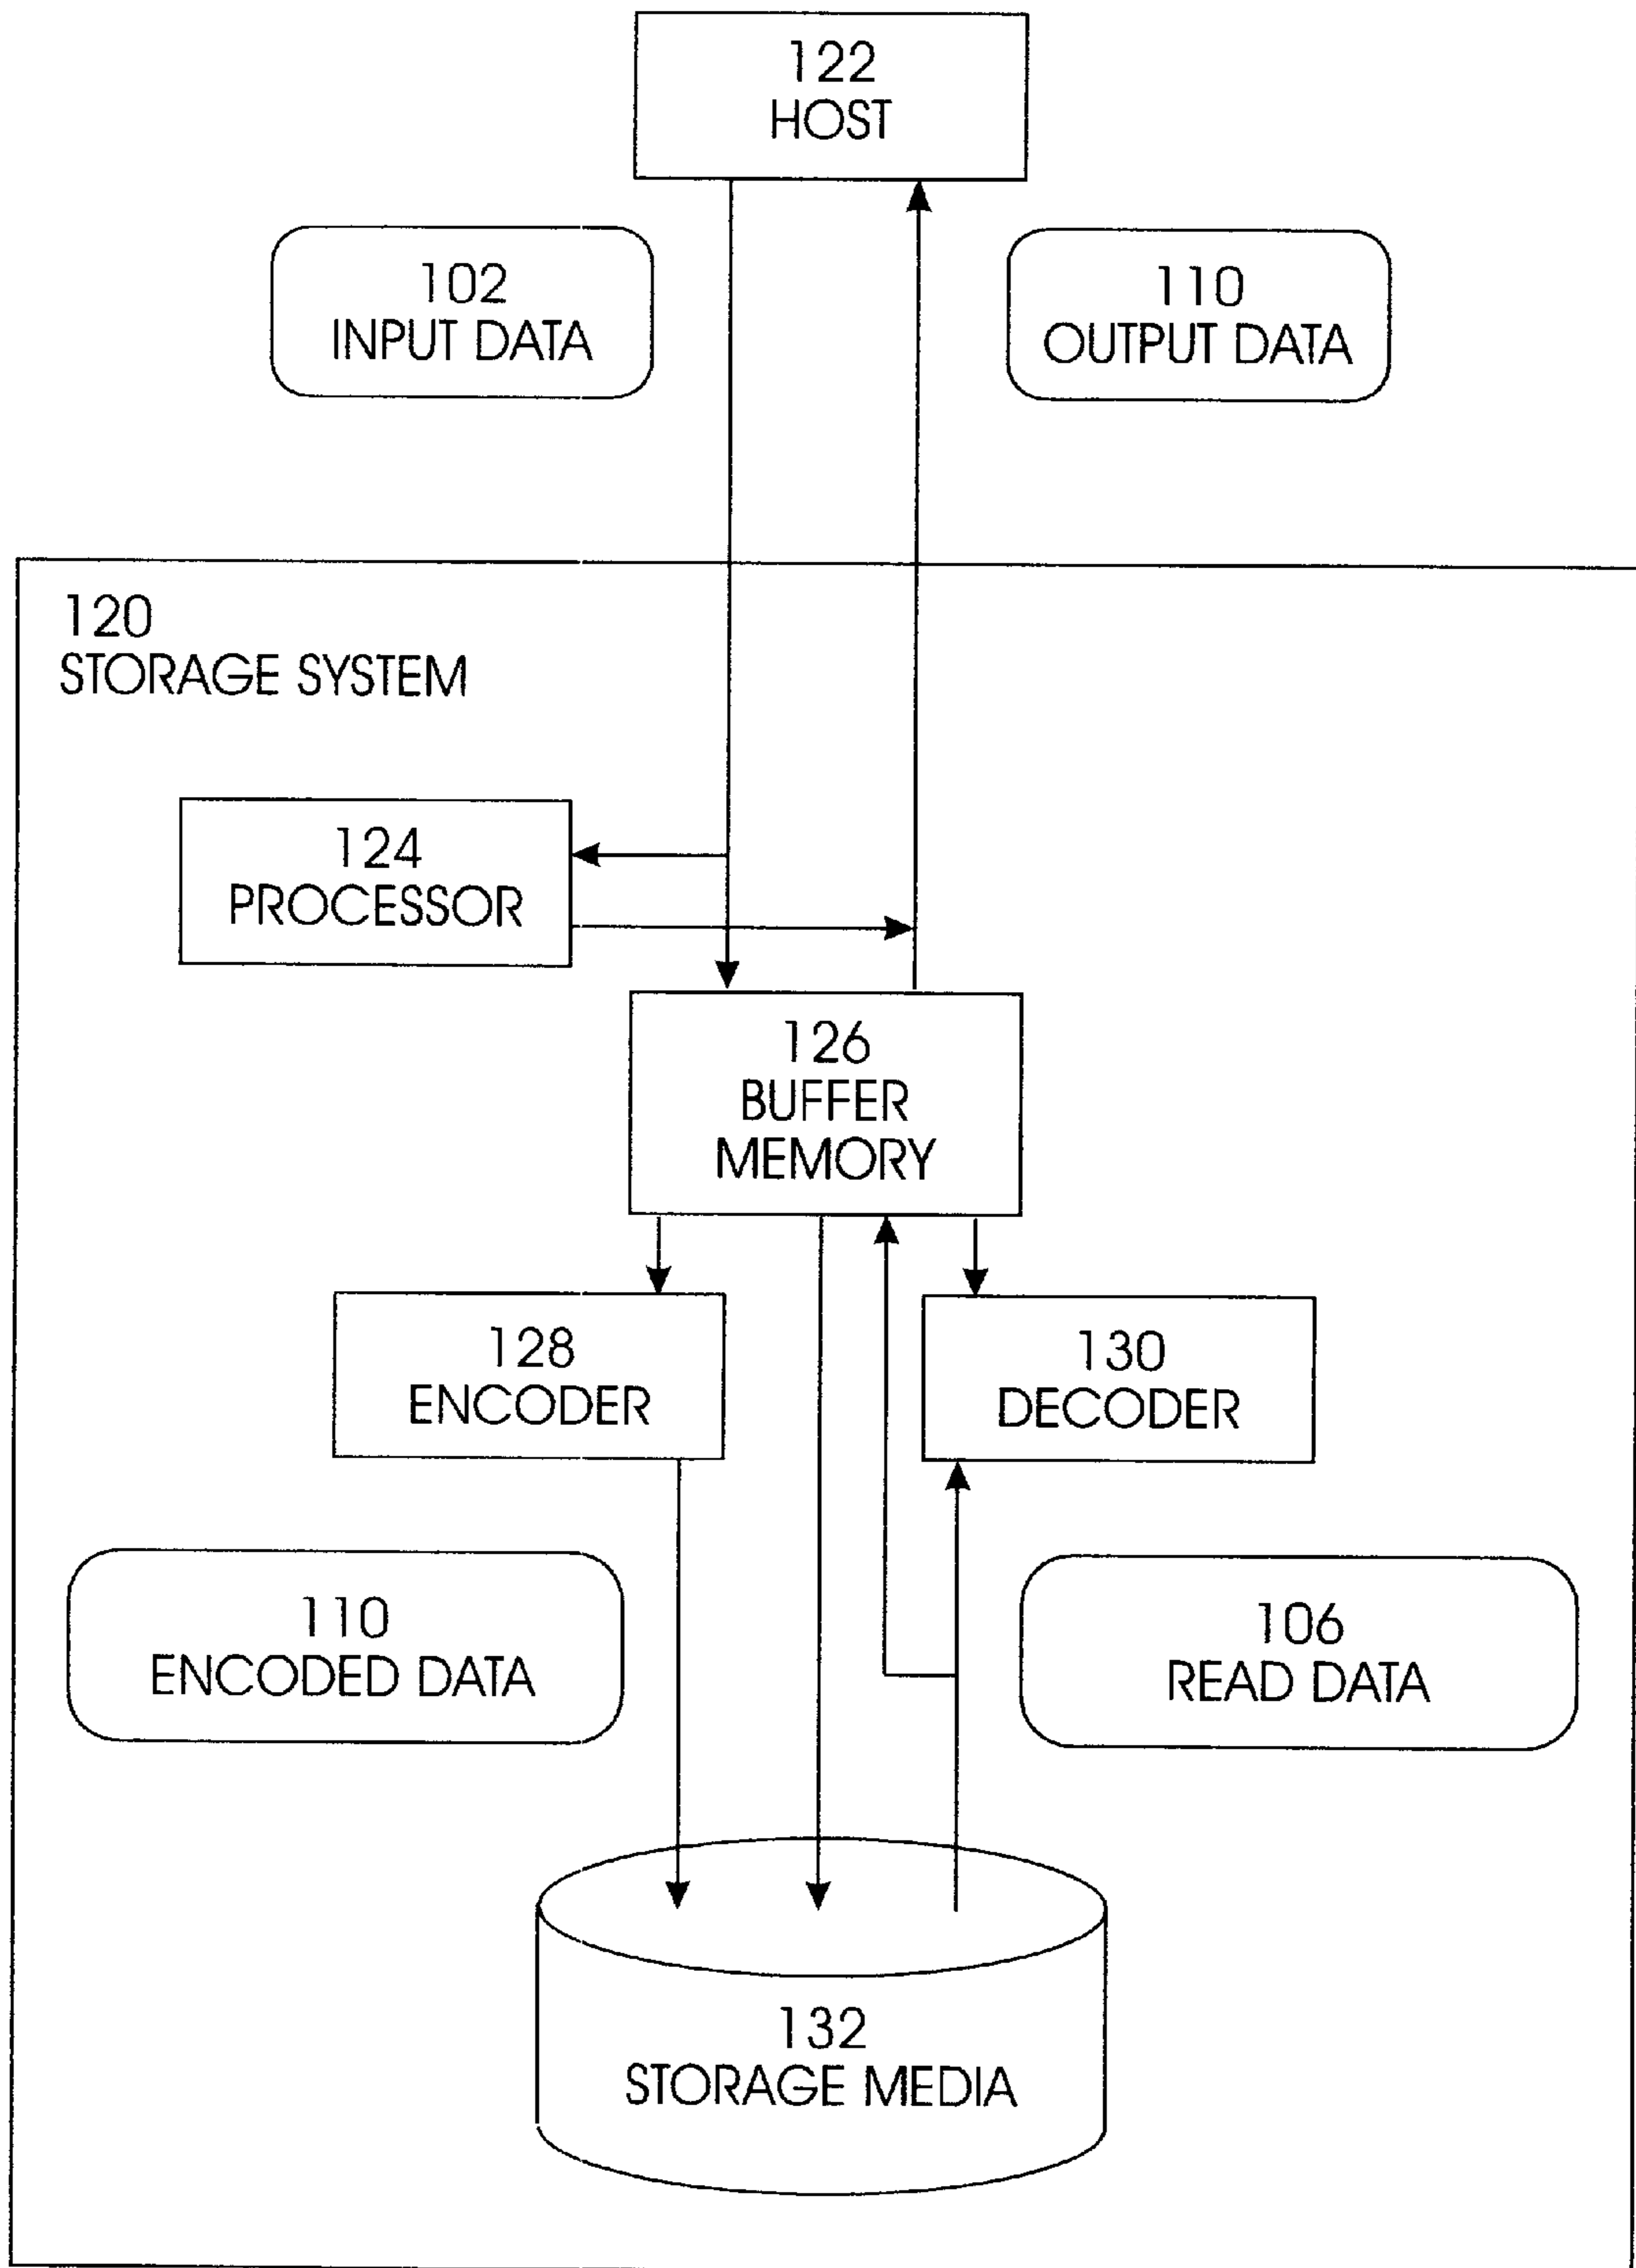 122
HOST
102
INPUT DATA
110
OUTPUT DATA
120
STORAGE SYSTEM
124
PROCESSOR
126
BUFFER
MEMORY
128
ENCODER
130
DECODER
110
ENCODED DATA
106
READ DATA
132
STORAGE MEDIA